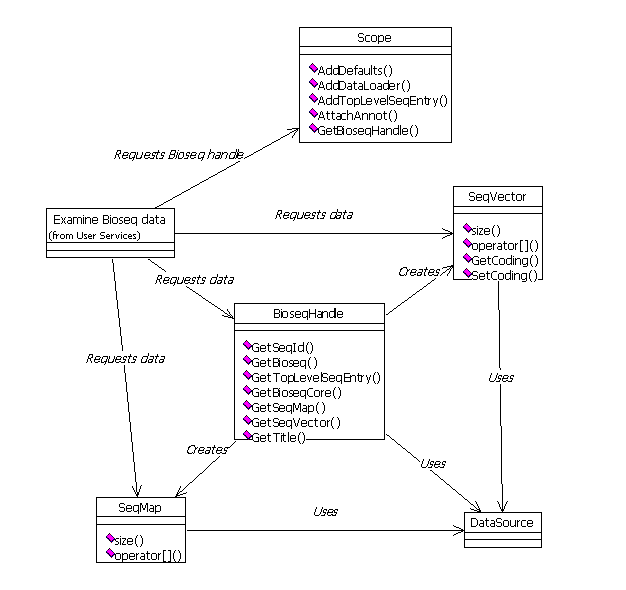 Scope
AddDefaults()
AddDataLoader()
AddTopLevelSeqEntry()
AttachAnnot()
GetBioseqHandle()
Requests Bioseq handle
Examine Bioseq data
(from User Services)
Requests data
SeqVector
size()
operator[]()
GetCoding()
SetCoding()
Requests data
Creates
BioseqHandle
GetSeqId()
GetBioseq()
GetTopLevelSeqEntry()
GetBioseqCore()
GetSeqMap()
GetSeqVector()
GetTitle()
Requests data
Uses
Creates
Uses
SeqMap
size()
operator[]()
Uses
DataSource